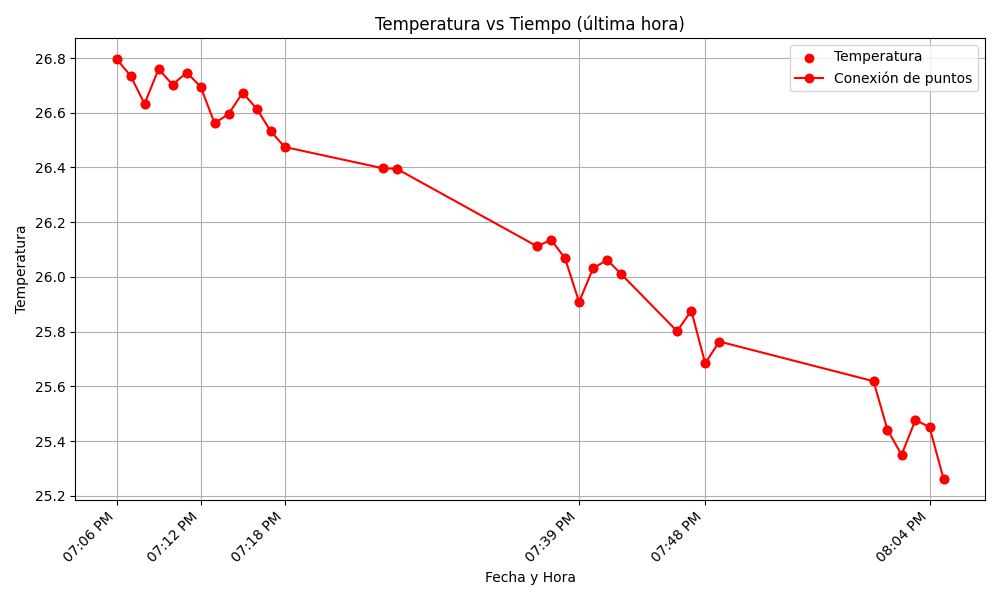 Temperatura vs Tiempo (última hora)
Temperatura
Conexión de puntos
Temperatura
26.8
26.6
26.4
26.2
26.0
25.8
25.6
25.4
25.2
07:06 PM
07:12 PM
07:18 PM
07:39 PM
07:48 PM
08:04 PM
Fecha y Hora